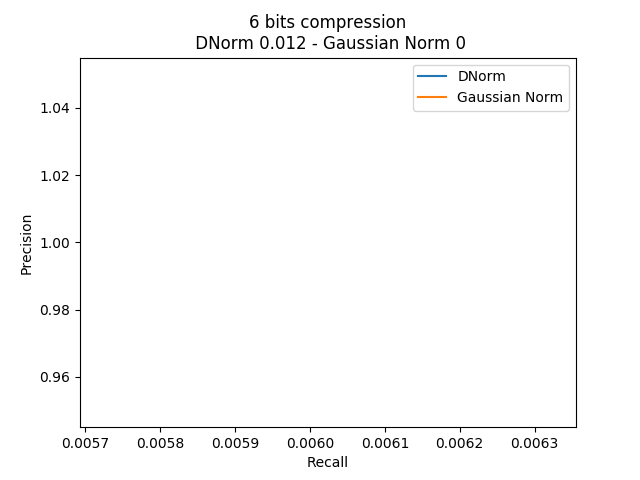 6 bits compression
DNorm 0.012 - Gaussian Norm 0
DNorm
Gaussian Norm
1.04
1.02
1.00
0.98
0.96
Precision
0.0057 0.0058 0.0059 0.0060 0.0061 0.0062 0.0063
Recall